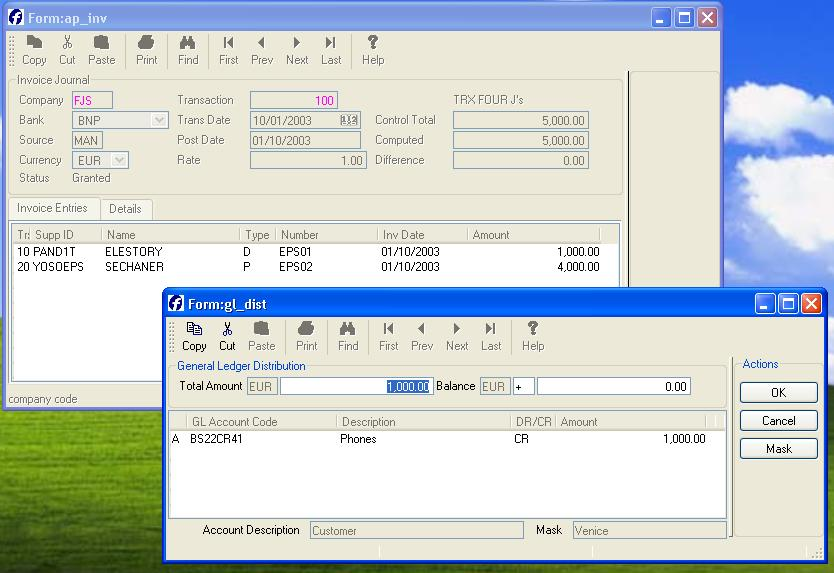 Form:ap_inv
Copy Cut Paste Print Find First Prev Next Last Help
Invoice Journal
Company FJS Transaction 100 TRX FOUR J's
Bank BNP Trans Date 10/01/2003 Control Total 5,000.00
Source MAN Post Date 01/10/2003 Computed 5,000.00
Currency EUR Rate 1.00 Difference 0.00
Status Granted
Invoice Entries Details
Tr: Supp ID Name Type Number Inv Date Amount
10 PAND1T ELESTORY D EPS01 01/10/2003 1,000.00
20 YOSOEPS SECHANER P EPS02 01/10/2003 4,000.00
company code
Form:gl_dist
Copy Cut Paste Print Find First Prev Next Last Help
General Ledger Distribution
Total Amount EUR 1,000.00 Balance EUR + 0.00
GL Account Code Description DR/CR Amount
A BS22CR41 Phones CR 1,000.00
Account Description Customer Mask Venice
Actions
OK
Cancel
Mask